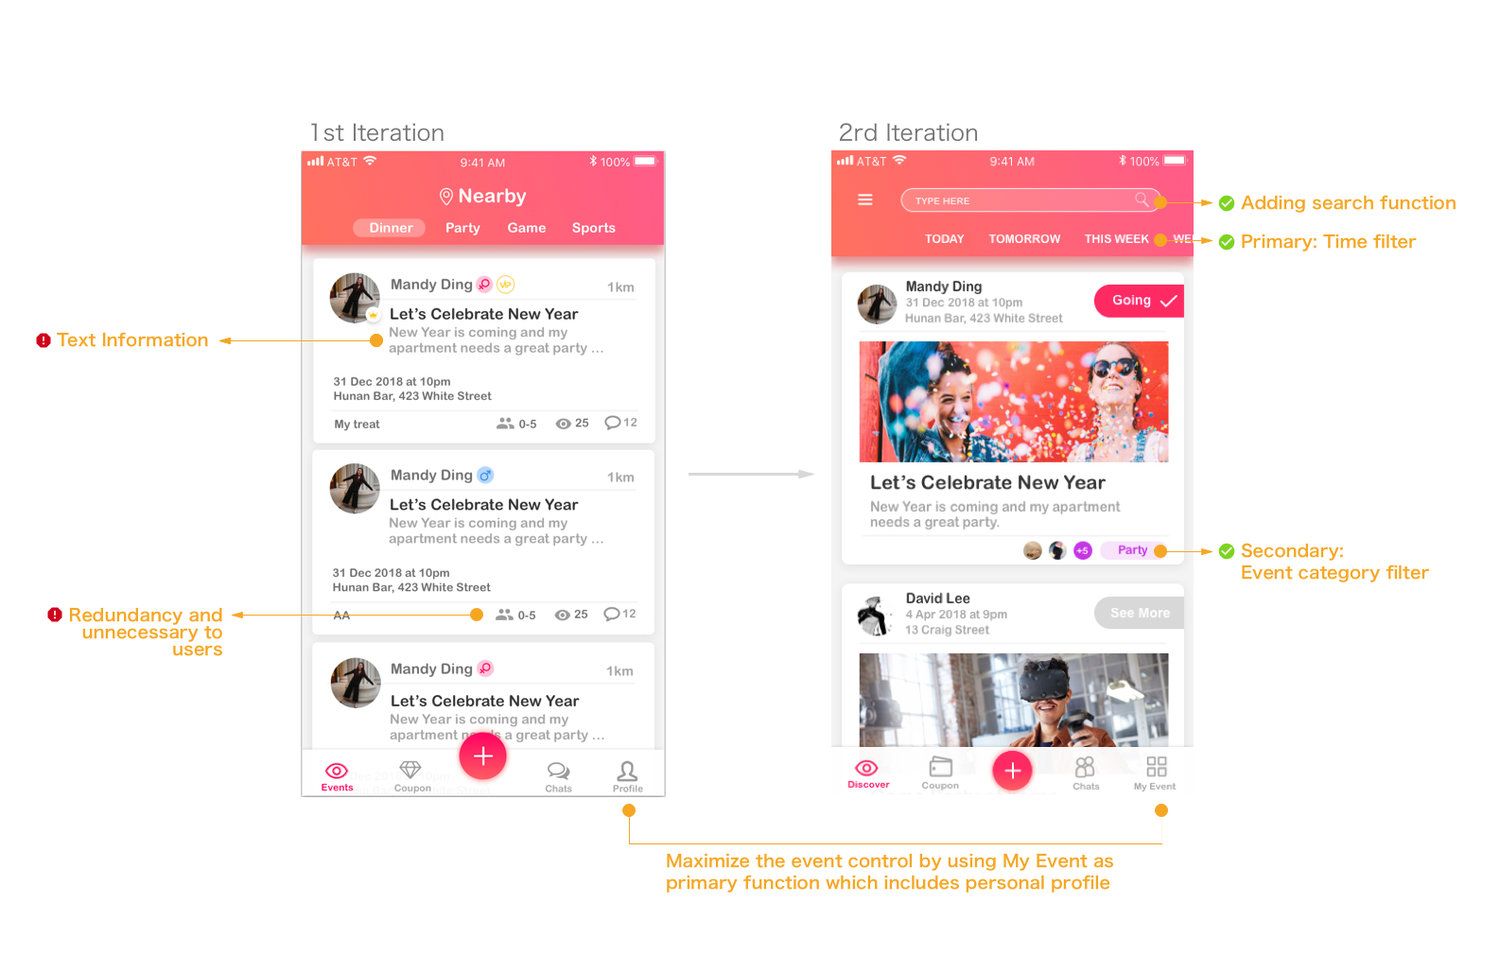 1st Iteration
AT&T
9:41 AM
100%
Nearby
Dinner Party Game Sports
Mandy Ding VIP 1km
Let's Celebrate New Year
New Year is coming and my
apartment needs a great party ...
31 Dec 2018 at 10pm
Hunan Bar, 423 White Street
My treat 0-5 25 12
Mandy Ding 1km
Let's Celebrate New Year
New Year is coming and my
apartment needs a great party ...
31 Dec 2018 at 10pm
Hunan Bar, 423 White Street
AA 0-5 25 12
Mandy Ding 1km
Let's Celebrate New Year
New Year is coming and my
apartment needs a great party ...
Events Coupon Chats Profile
Text Information
Redundancy and
unnecessary to
users
2rd Iteration
AT&T
9:41 AM
100%
TYPE HERE
TODAY TOMORROW THIS WEEK WE
Mandy Ding
31 Dec 2018 at 10pm
Hunan Bar, 423 White Street
Going
Let's Celebrate New Year
New Year is coming and my apartment
needs a great party.
+5 Party
David Lee
4 Apr 2018 at 9pm
13 Craig Street
See More
Discover Coupon Chats My Event
Adding search function
Primary: Time filter
Secondary:
Event category filter
Maximize the event control by using My Event as
primary function which includes personal profile